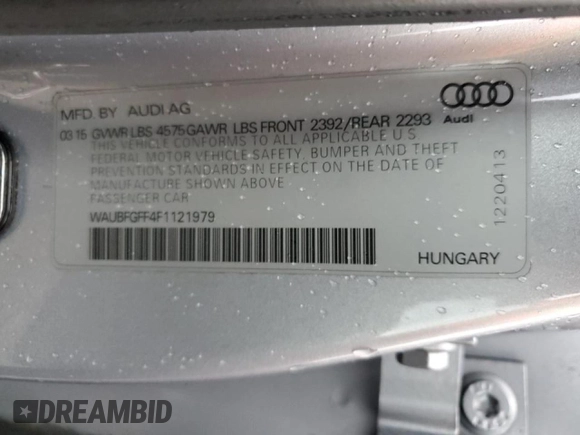 MFD. BY AUDI AG
03 15 GVWR LBS 4575 GAWR LBS FRONT 2392/REAR 2293
THIS VEHICLE CONFORMS TO ALL APPLICABLE U S
FEDERAL MOTOR VEHICLE SAFETY, BUMPER AND THEFT
PREVENTION STANDARDS IN EFFECT ON THE DATE OF
MANUFACTURE SHOWN ABOVE
PASSENGER CAR
WAUBFGFF4F1121979
Audi
1220413
HUNGARY
DREAMBID